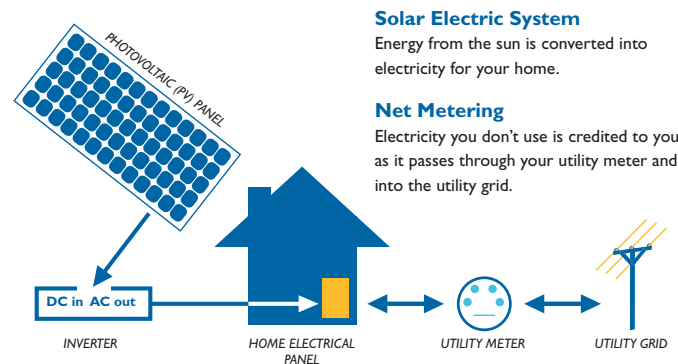 PHOTOVOLTAIC (PV) PANEL
Solar Electric System
Energy from the sun is converted into
electricity for your home.
Net Metering
Electricity you don’t use is credited to you
as it passes through your utility meter and
into the utility grid.
DC in AC out
INVERTER
HOME ELECTRICAL
PANEL
UTILITY METER
UTILITY GRID